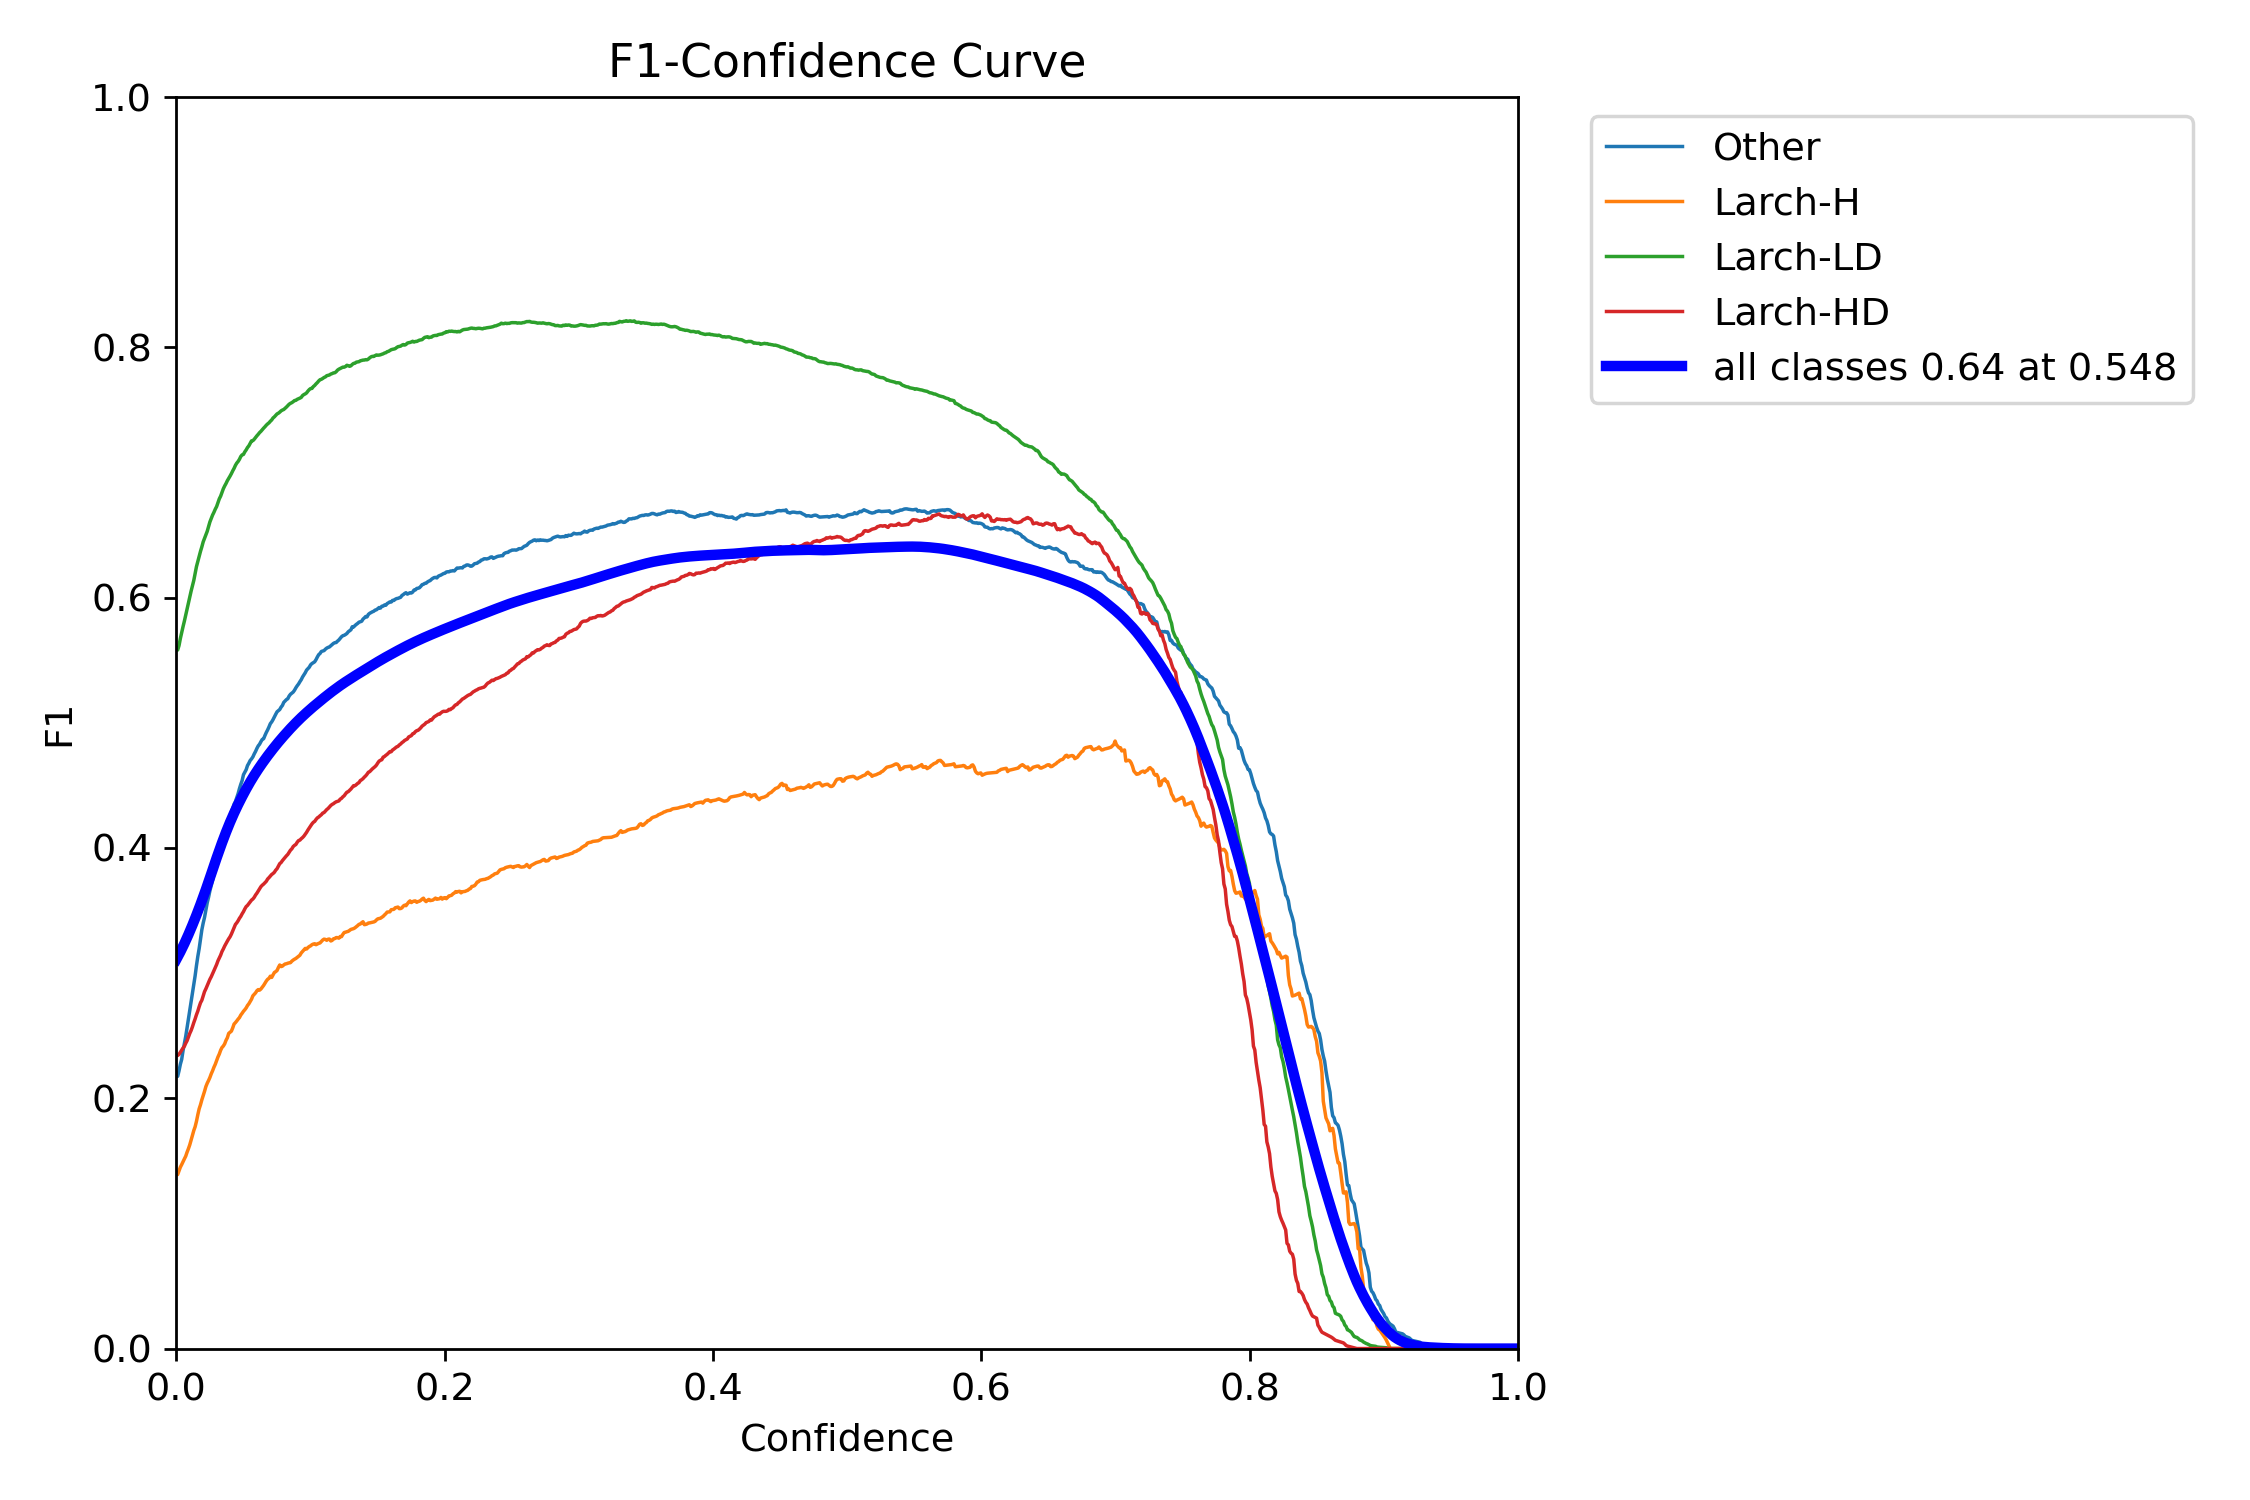 F1-Confidence Curve
1.0
0.8
0.6
0.4
0.2
0.0
F1
0.0 0.2 0.4 0.6 0.8 1.0
Confidence
Other
Larch-H
Larch-LD
Larch-HD
all classes 0.64 at 0.548